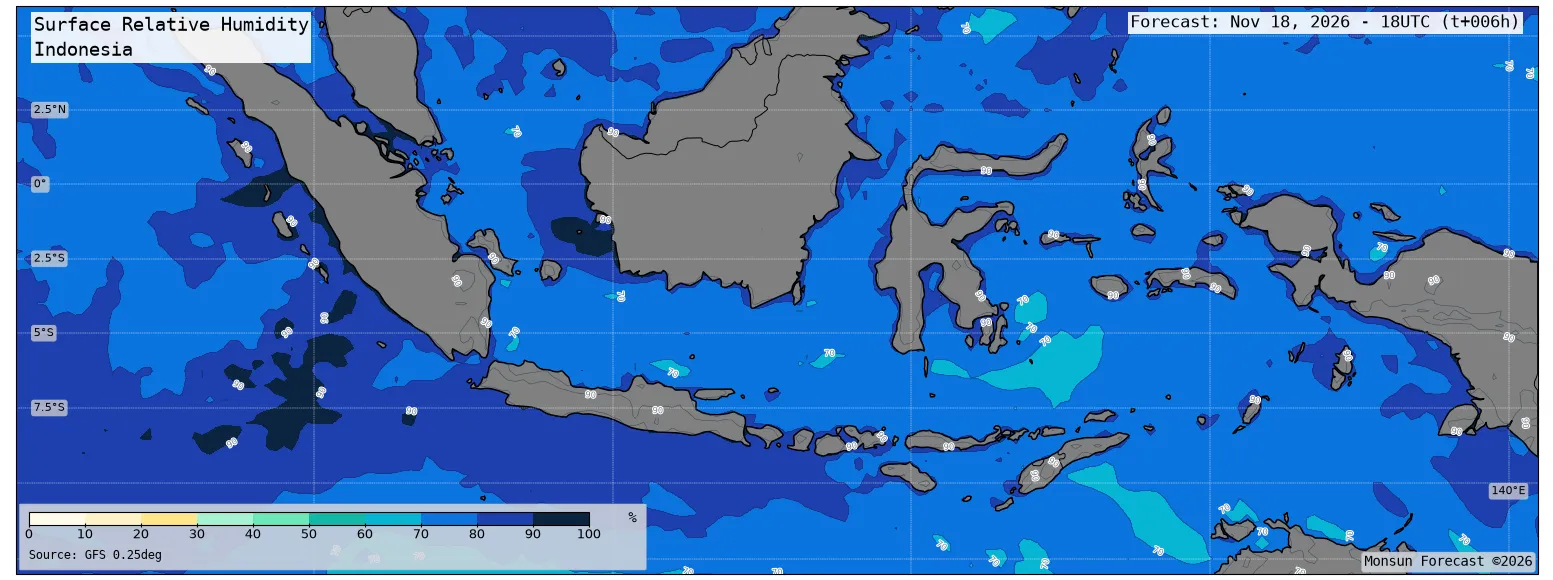 Surface Relative Humidity
Indonesia
Forecast: Nov 18, 2026 - 18UTC (t+006h)
2.5°N
0°
2.5°S
5°S
7.5°S
140°E
0 10 20 30 40 50 60 70 80 90 100
%
Source: GFS 0.25deg
Monsun Forecast ©2026